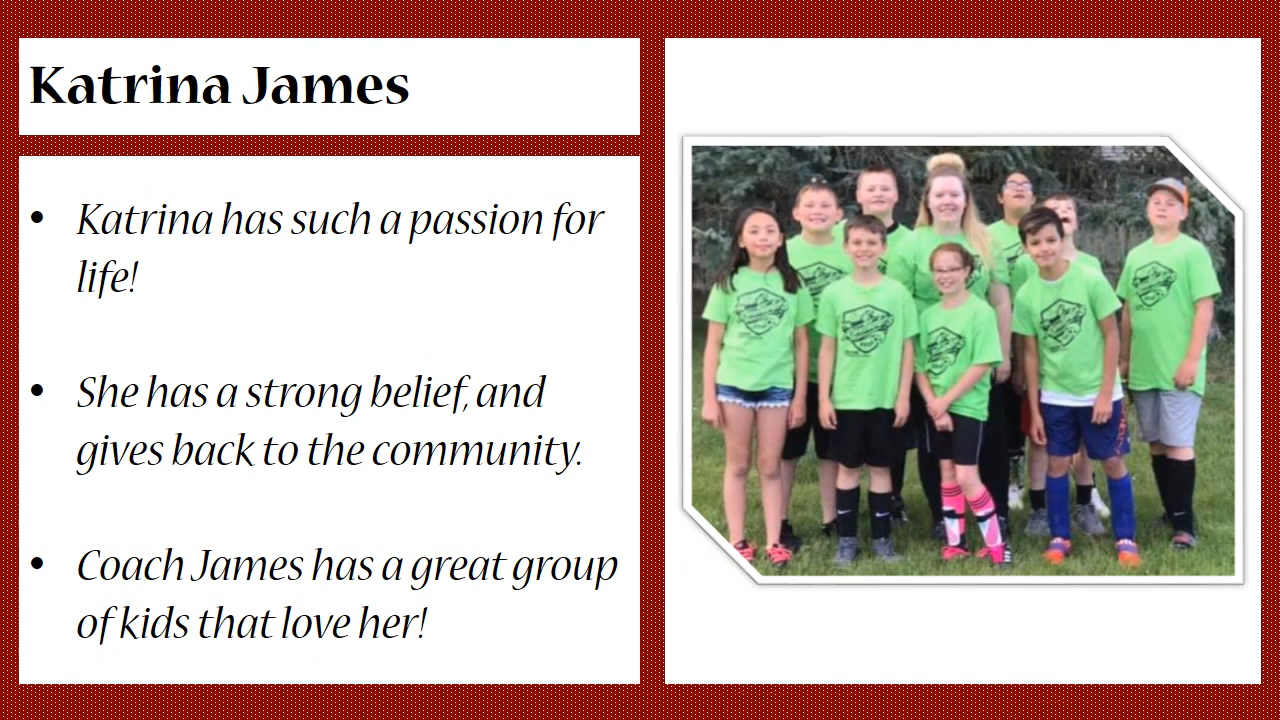 Katrina James
• Katrina has such a passion for
life!
• She has a strong belief, and
gives back to the community.
• Coach James has a great group
of kids that love her!